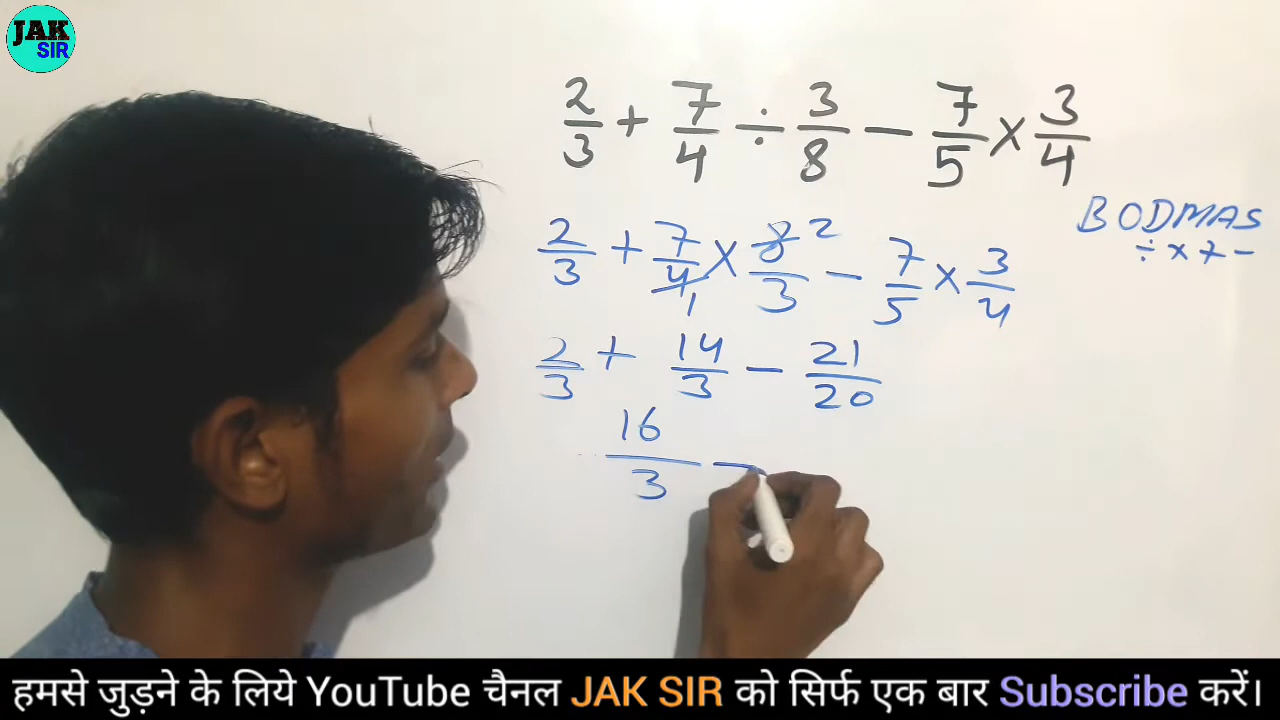 JAK
SIR
2/3 + 7/4 ÷ 3/8 − 7/5 × 3/4
BODMAS
÷ × + −
2/3 + 7/4 1 × 8/3 2 − 7/5 × 3/4
2/3 + 14/3 − 21/20
16/3 −
हमसे जुड़ने के लिये YouTube चैनल JAK SIR को सिर्फ एक बार Subscribe करें।